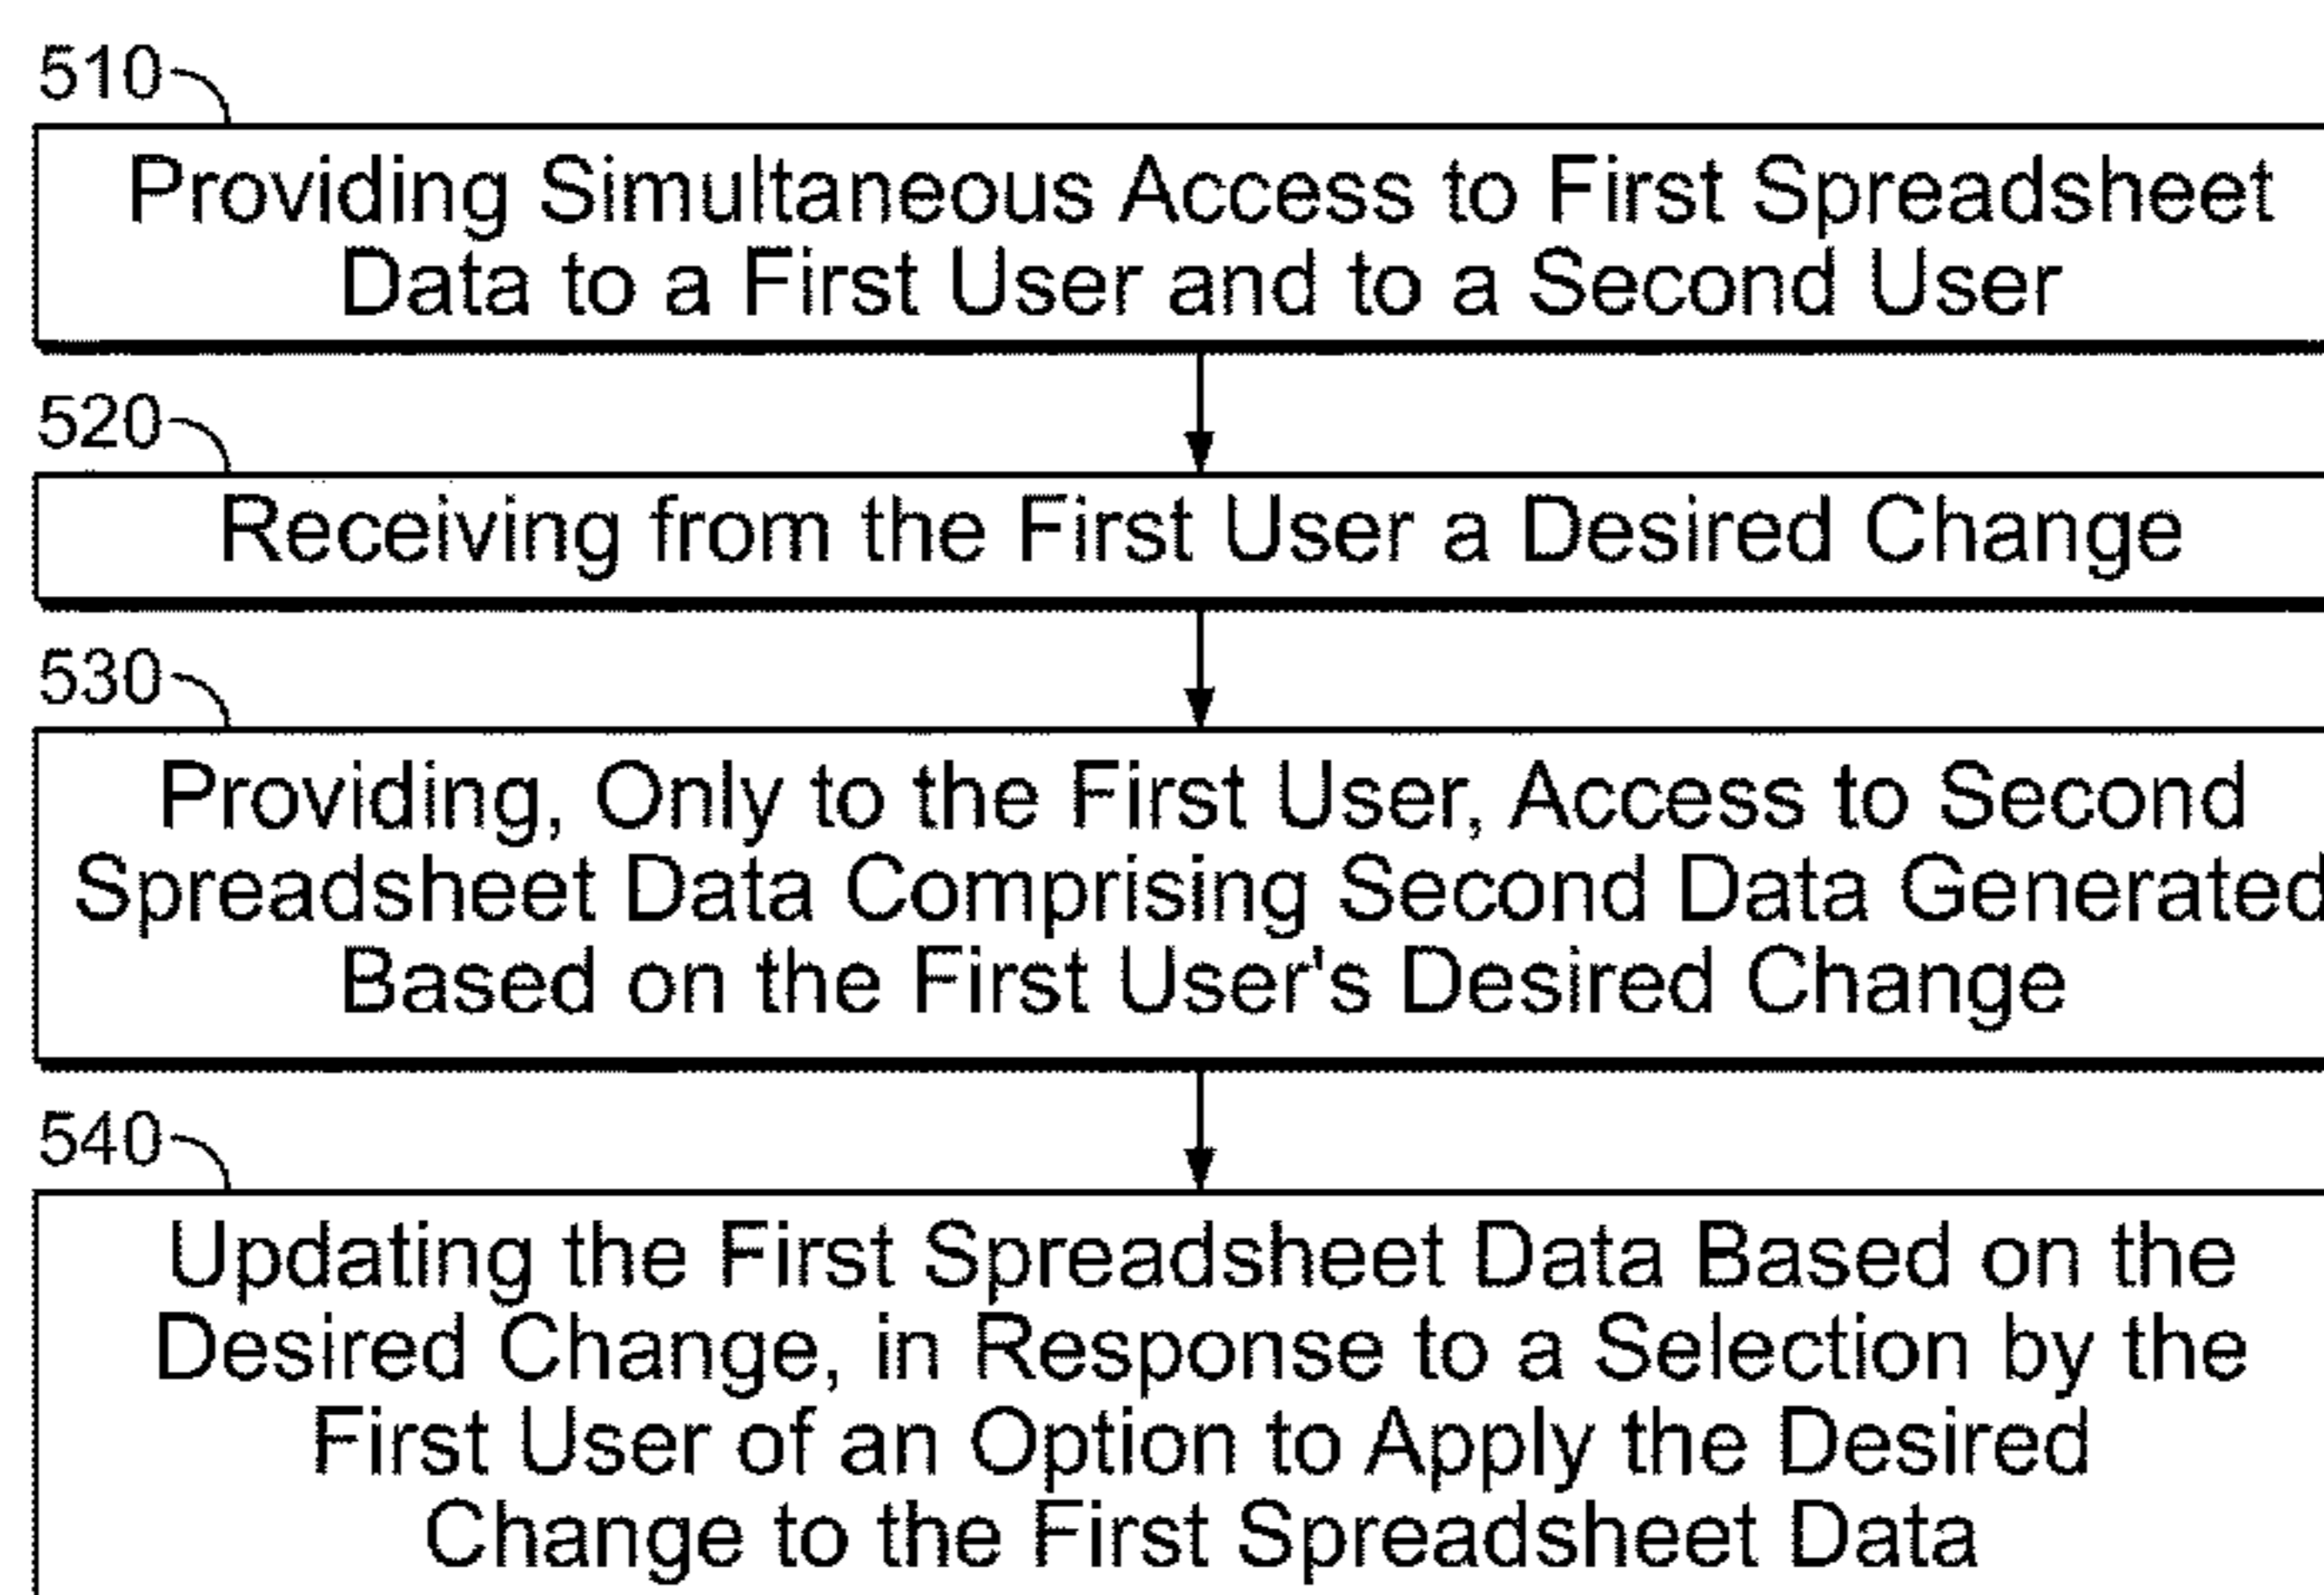 510
Providing Simultaneous Access to First Spreadsheet
Data to a First User and to a Second User
520
Receiving from the First User a Desired Change
530
Providing, Only to the First User, Access to Second
Spreadsheet Data Comprising Second Data Generated
Based on the First User's Desired Change
540
Updating the First Spreadsheet Data Based on the
Desired Change, in Response to a Selection by the
First User of an Option to Apply the Desired
Change to the First Spreadsheet Data